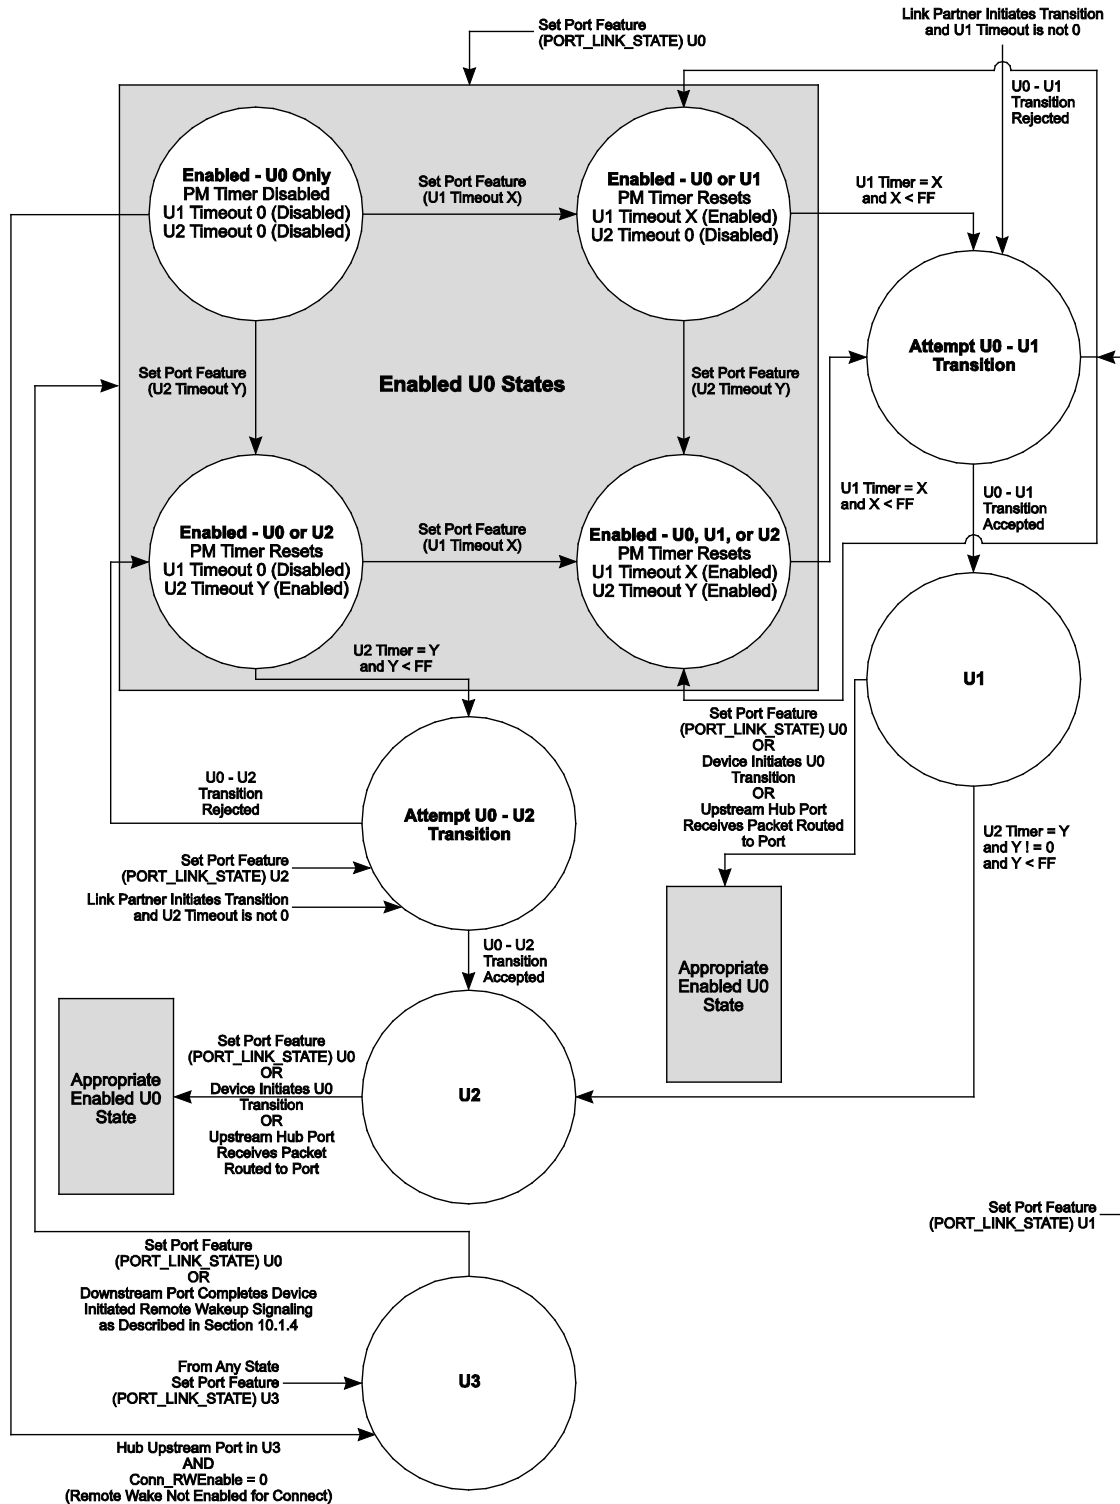 Set Port Feature
(PORT_LINK_STATE) U0
Link Partner Initiates Transition
and U1 Timeout is not 0
U0 - U1
Transition
Rejected
Enabled - U0 Only
PM Timer Disabled
U1 Timeout 0 (Disabled)
U2 Timeout 0 (Disabled)
Set Port Feature
(U1 Timeout X)
Enabled - U0 or U1
PM Timer Resets
U1 Timeout X (Enabled)
U2 Timeout 0 (Disabled)
U1 Timer = X
and X < FF
Attempt U0 - U1
Transition
Set Port Feature
(U2 Timeout Y)
Enabled U0 States
Set Port Feature
(U2 Timeout Y)
U1 Timer = X
and X < FF
U0 - U1
Transition
Accepted
Enabled - U0 or U2
PM Timer Resets
U1 Timeout 0 (Disabled)
U2 Timeout Y (Enabled)
Set Port Feature
(U1 Timeout X)
Enabled - U0, U1, or U2
PM Timer Resets
U1 Timeout X (Enabled)
U2 Timeout Y (Enabled)
U2 Timer = Y
and Y < FF
U1
Set Port Feature
(PORT_LINK_STATE) U0
OR
Device Initiates U0
Transition
OR
Upstream Hub Port
Receives Packet Routed
to Port
U0 - U2
Transition
Rejected
Attempt U0 - U2
Transition
U2 Timer = Y
and Y ! = 0
and Y < FF
Set Port Feature
(PORT_LINK_STATE) U2
Link Partner Initiates Transition
and U2 Timeout is not 0
U0 - U2
Transition
Accepted
Appropriate
Enabled U0
State
Appropriate
Enabled U0
State
Set Port Feature
(PORT_LINK_STATE) U0
OR
Device Initiates U0
Transition
OR
Upstream Hub Port
Receives Packet
Routed to Port
U2
Set Port Feature
(PORT_LINK_STATE) U1
Set Port Feature
(PORT_LINK_STATE) U0
OR
Downstream Port Completes Device
Initiated Remote Wakeup Signaling
as Described in Section 10.1.4
From Any State
Set Port Feature
(PORT_LINK_STATE) U3
U3
Hub Upstream Port in U3
AND
Conn_RWEnable = 0
(Remote Wake Not Enabled for Connect)